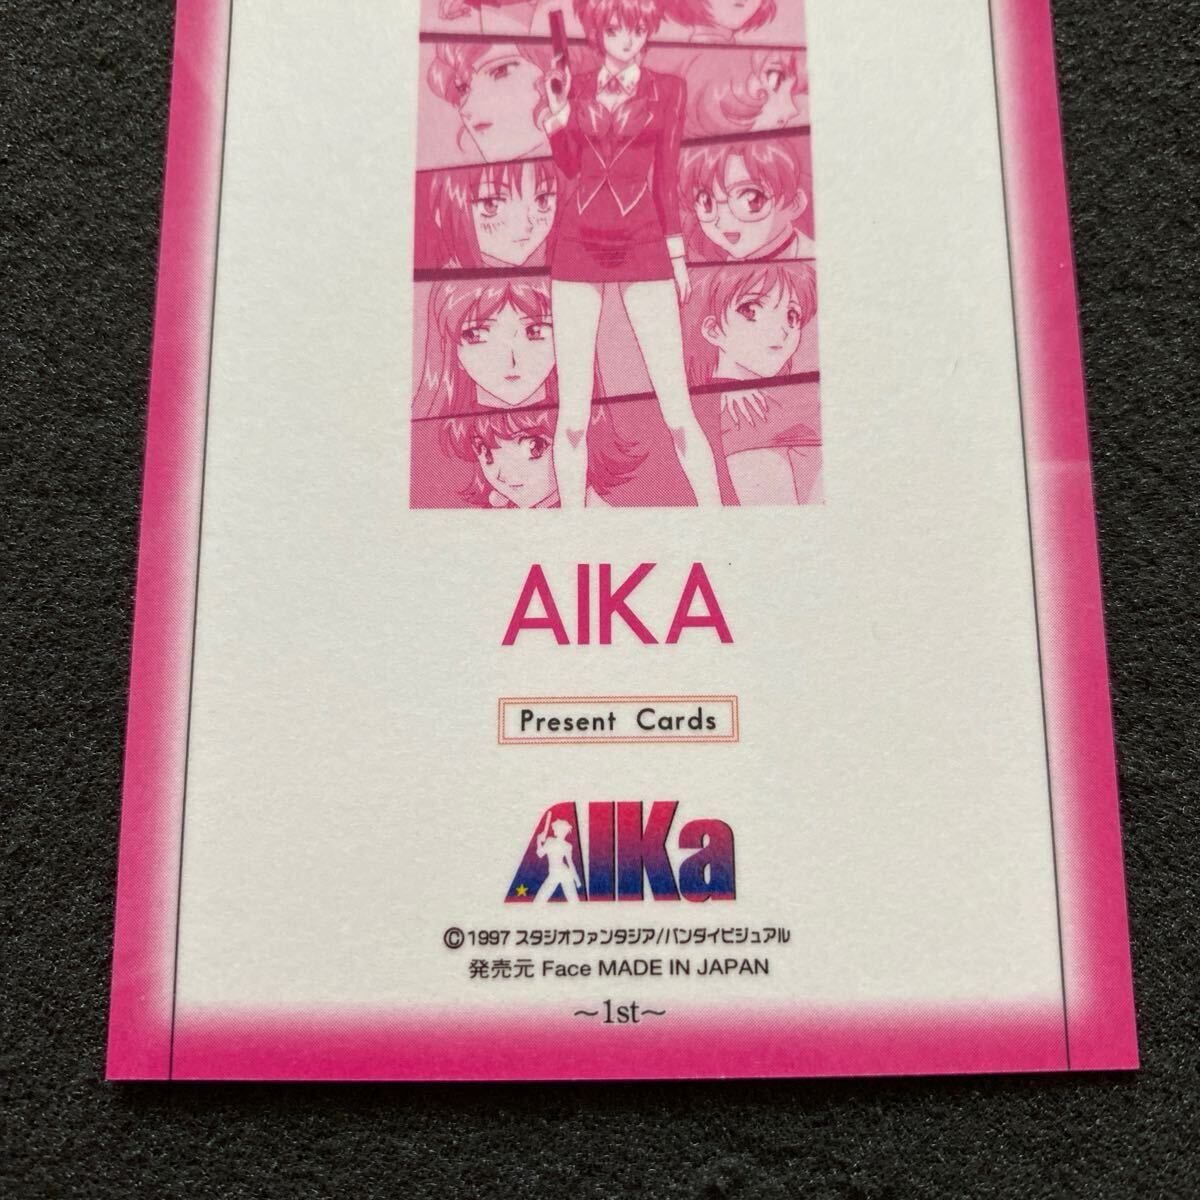 AIKA
Present Cards
AIKa
©1997 スタジオファンタジア/バンダイビジュアル
発売元 Face MADE IN JAPAN
～1st～